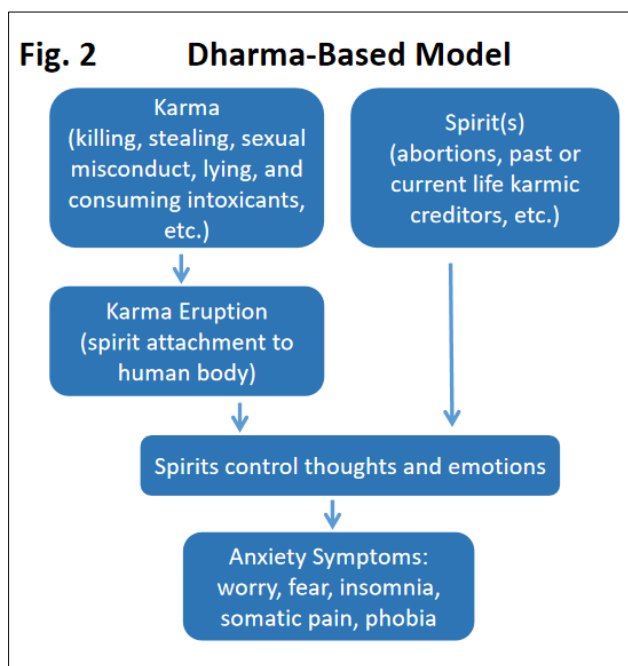 Fig. 2 Dharma-Based Model
Karma
(killing, stealing, sexual
misconduct, lying, and
consuming intoxicants,
etc.)
Spirit(s)
(abortions, past or
current life karmic
creditors, etc.)
Karma Eruption
(spirit attachment to
human body)
Spirits control thoughts and emotions
Anxiety Symptoms:
worry, fear, insomnia,
somatic pain, phobia